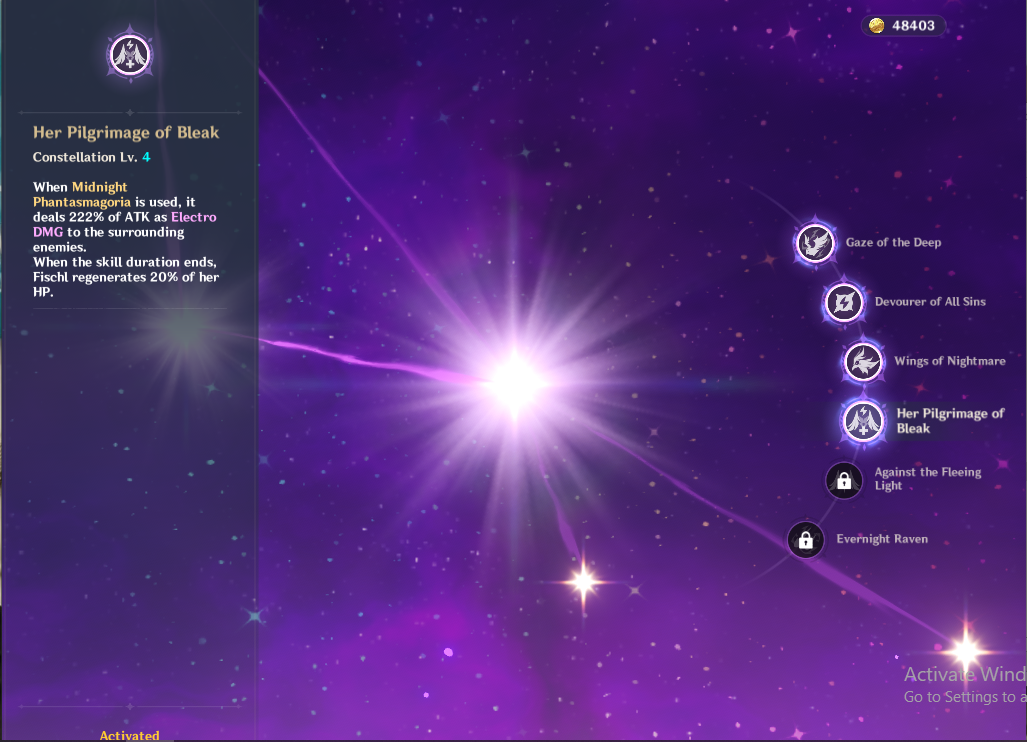 48403
Her Pilgrimage of Bleak
Constellation Lv. 4
When Midnight
Phantasmagoria is used, it
deals 222% of ATK as Electro
DMG to the surrounding
enemies.
When the skill duration ends,
Fischl regenerates 20% of her
HP.
Activated
Gaze of the Deep
Devourer of All Sins
Wings of Nightmare
Her Pilgrimage of
Bleak
Against the Fleeing
Light
Evernight Raven
Activate Wind
Go to Settings to a